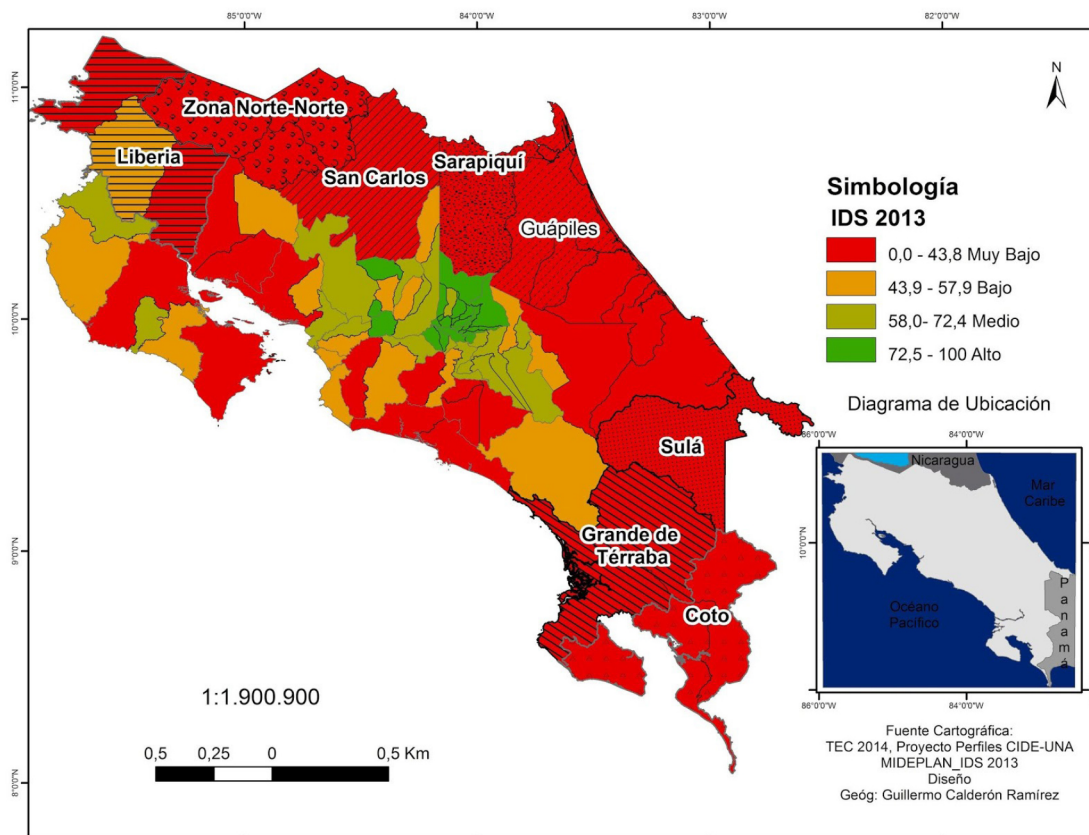 85°0'0"W 84°0'0"W 83°0'0"W 82°0'0"W
11°0'0"N
10°0'0"N
9°0'0"N
8°0'0"N
N
Zona Norte-Norte
Liberia
San Carlos
Sarapiquí
Guápiles
Sulá
Grande de
Térraba
Coto
Simbología
IDS 2013
0,0 - 43,8 Muy Bajo
43,9 - 57,9 Bajo
58,0- 72,4 Medio
72,5 - 100 Alto
Diagrama de Ubicación
86°0'0"W 84°0'0"W
Nicaragua
Mar
Caribe
10°0'0"N
Océano
Pacífico
Panamá
86°0'0"W 84°0'0"W
1:1.900.900
0,5 0,25 0 0,5 Km
Fuente Cartográfica:
TEC 2014, Proyecto Perfiles CIDE-UNA
MIDEPLAN_IDS 2013
Diseño
Geóg: Guillermo Calderón Ramírez